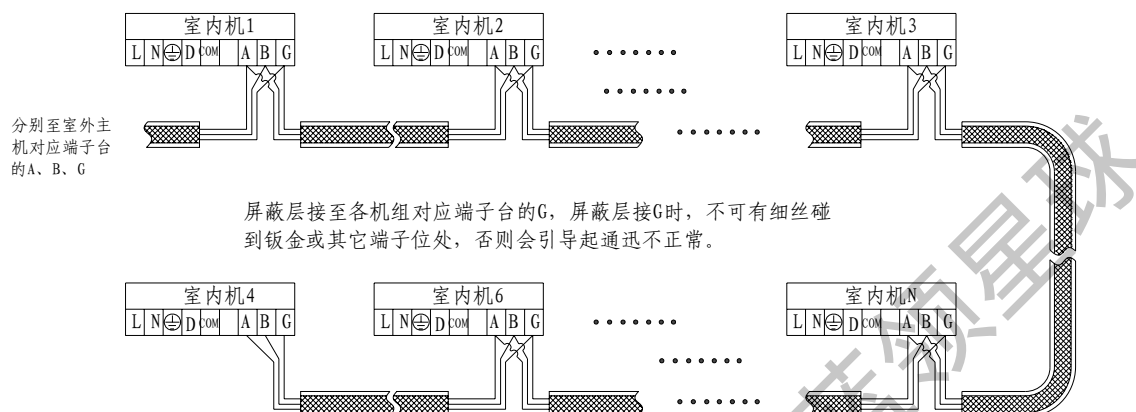 室内机1 室内机2 室内机3
L N D COM A B G L N D COM A B G L N D COM A B G
分别至室外主
机对应端子台
的A、B、G
屏蔽层接至各机组对应端子台的G，屏蔽层接G时，不可有细丝碰
到钣金或其它端子位处，否则会引导起通迅不正常。
室内机4 室内机6 室内机N
L N D COM A B G L N D COM A B G L N D COM A B G
蓓领星球